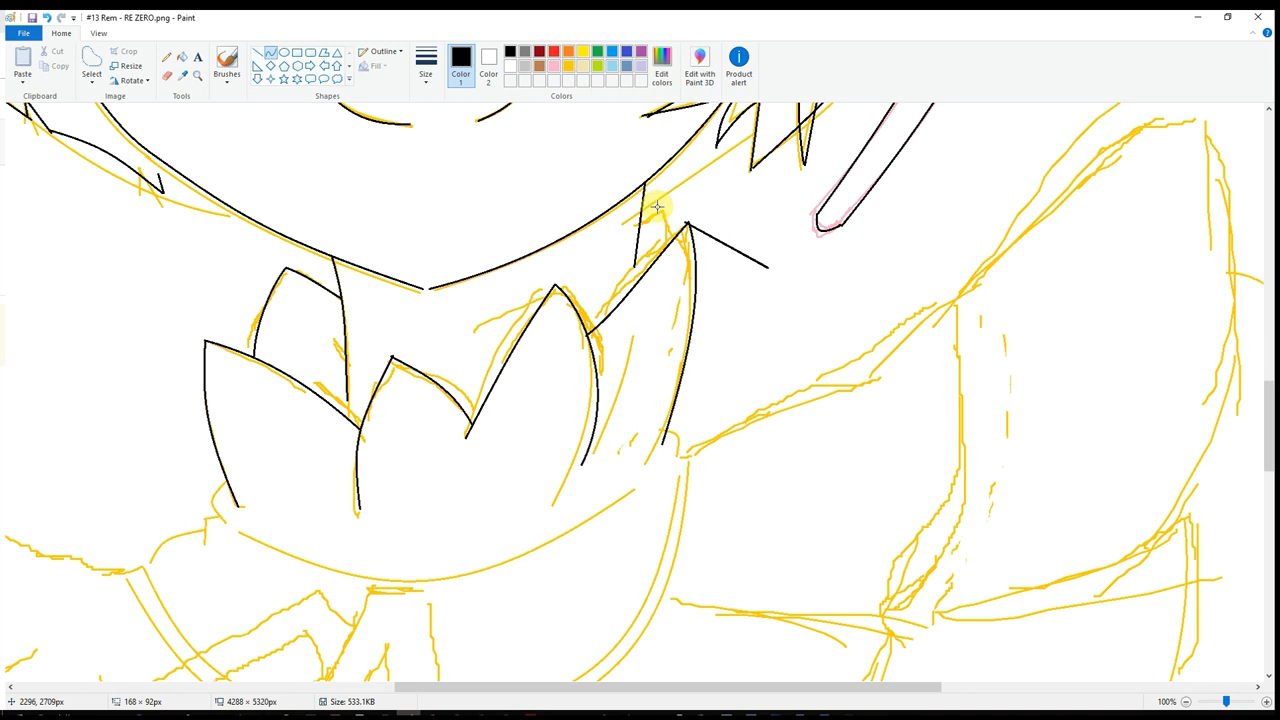 #13 Rem - RE ZERO.png - Paint
File
Home
View
Paste
Cut
Copy
Clipboard
Select
Crop
Resize
Rotate
Image
Tools
Brushes
Shapes
Outline
Fill
Size
Color 1
Color 2
Edit colors
Colors
Edit with Paint 3D
Product alert
2296, 2709px
168 × 92px
4288 × 5320px
Size: 533.1KB
100%